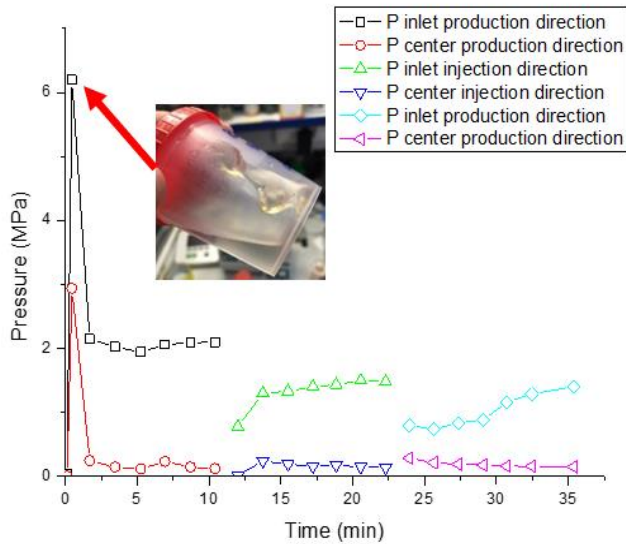 P inlet production direction
P center production direction
P inlet injection direction
P center injection direction
P inlet production direction
P center production direction
Pressure (MPa)
6
4
2
0
0 5 10 15 20 25 30 35
Time (min)